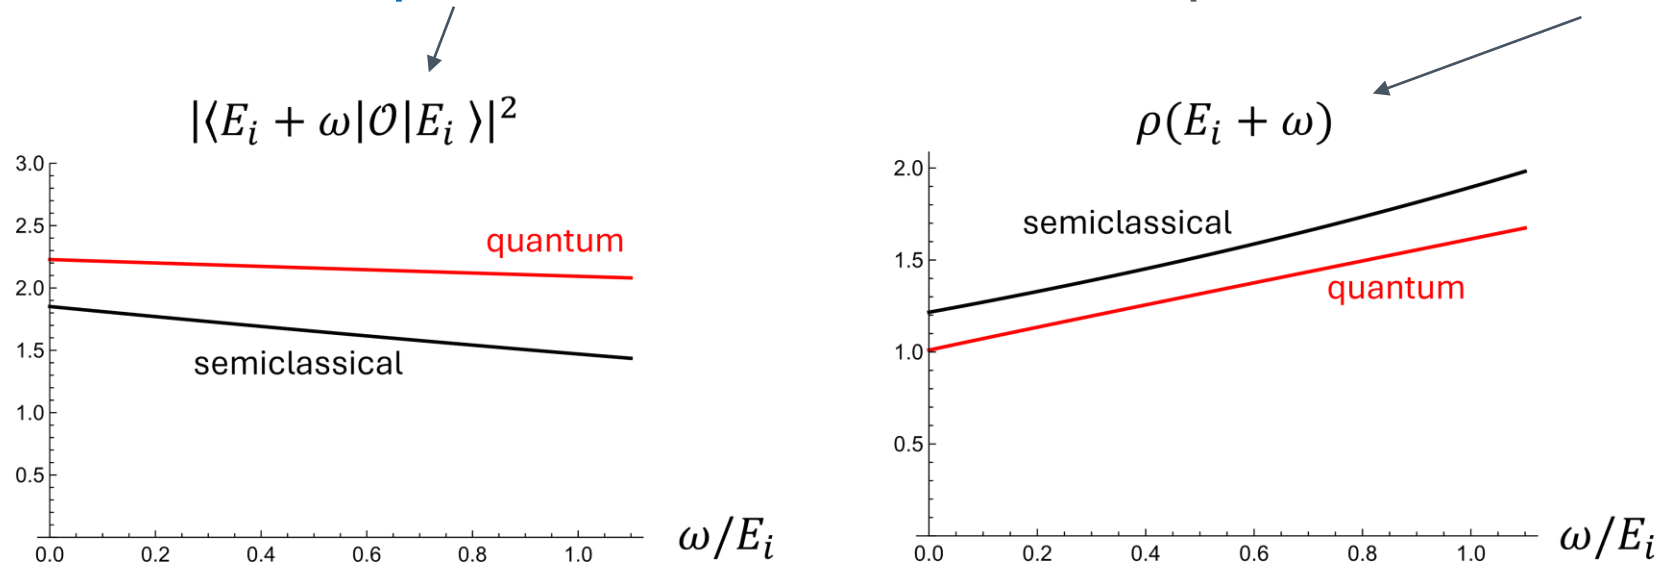 |⟨E_i + ω|𝒪|E_i ⟩|²
3.0
2.5
2.0
1.5
1.0
0.5
quantum
semiclassical
0.0 0.2 0.4 0.6 0.8 1.0
ω/E_i
ρ(E_i + ω)
2.0
1.5
1.0
0.5
semiclassical
quantum
0.0 0.2 0.4 0.6 0.8 1.0
ω/E_i